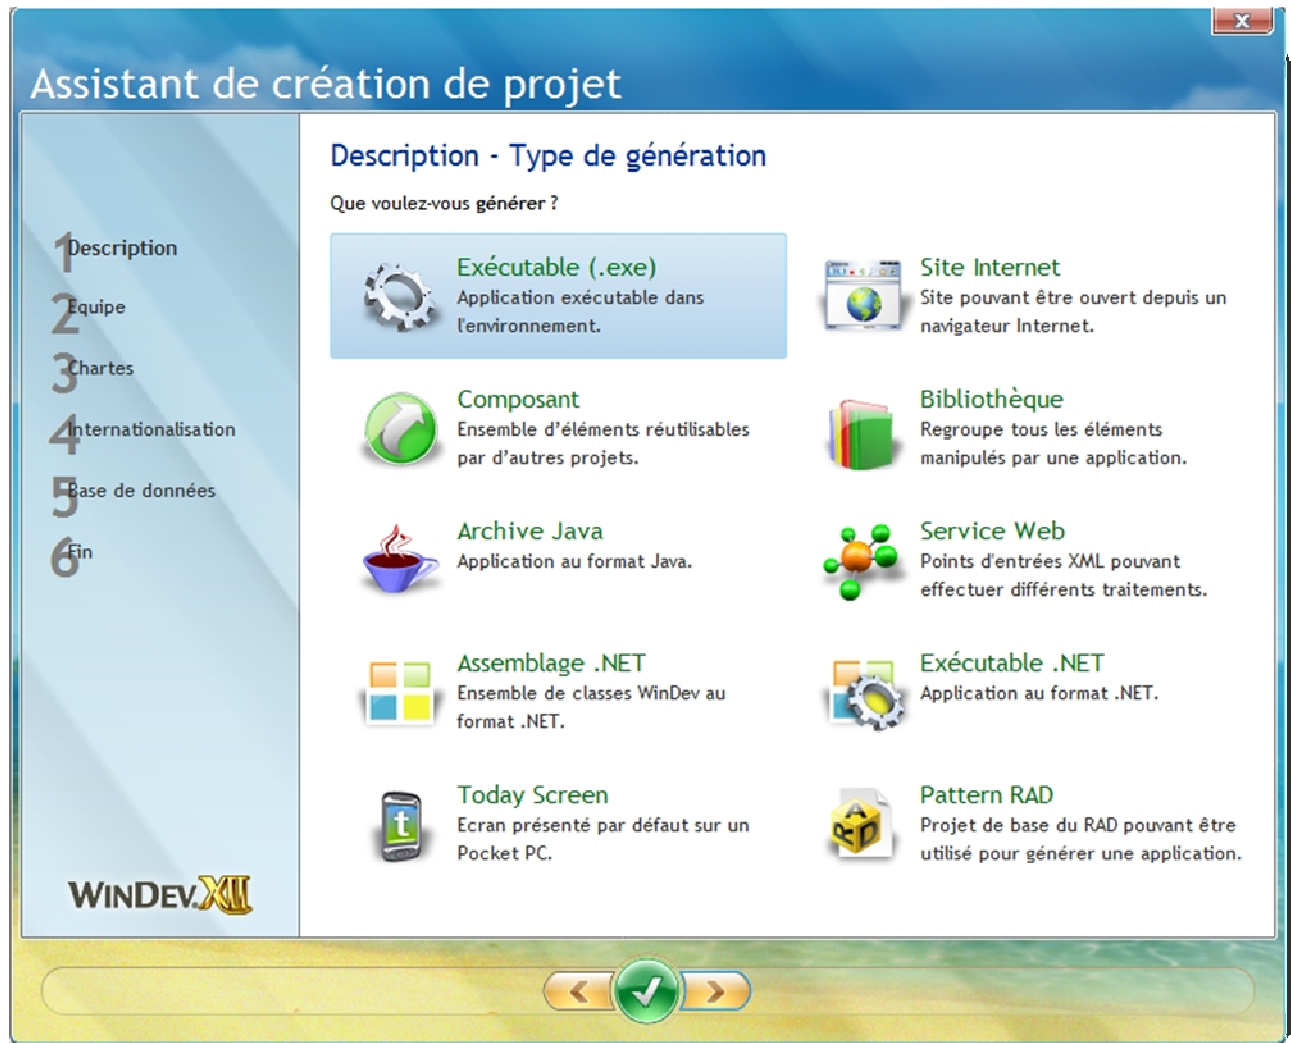 Assistant de création de projet
Description - Type de génération
Que voulez-vous générer ?
1 Description
2 Equipe
3 Chartes
4 Internationalisation
5 Base de données
6 Fin
WINDEV.XIII
Exécutable (.exe)
Application exécutable dans
l'environnement.
Site Internet
Site pouvant être ouvert depuis un
navigateur Internet.
Composant
Ensemble d'éléments réutilisables
par d'autres projets.
Bibliothèque
Regroupe tous les éléments
manipulés par une application.
Archive Java
Application au format Java.
Service Web
Points d'entrées XML pouvant
effectuer différents traitements.
Assemblage .NET
Ensemble de classes WinDev au
format .NET.
Exécutable .NET
Application au format .NET.
t
Today Screen
Ecran présenté par défaut sur un
Pocket PC.
RAD
Pattern RAD
Projet de base du RAD pouvant être
utilisé pour générer une application.